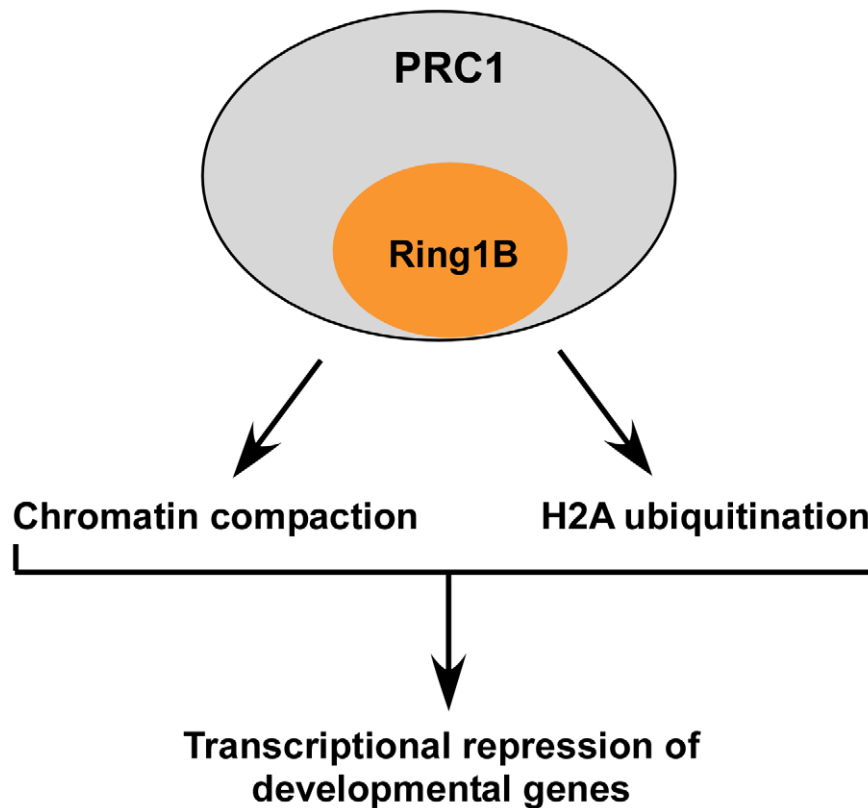 PRC1
Ring1B
Chromatin compaction
H2A ubiquitination
Transcriptional repression of
developmental genes